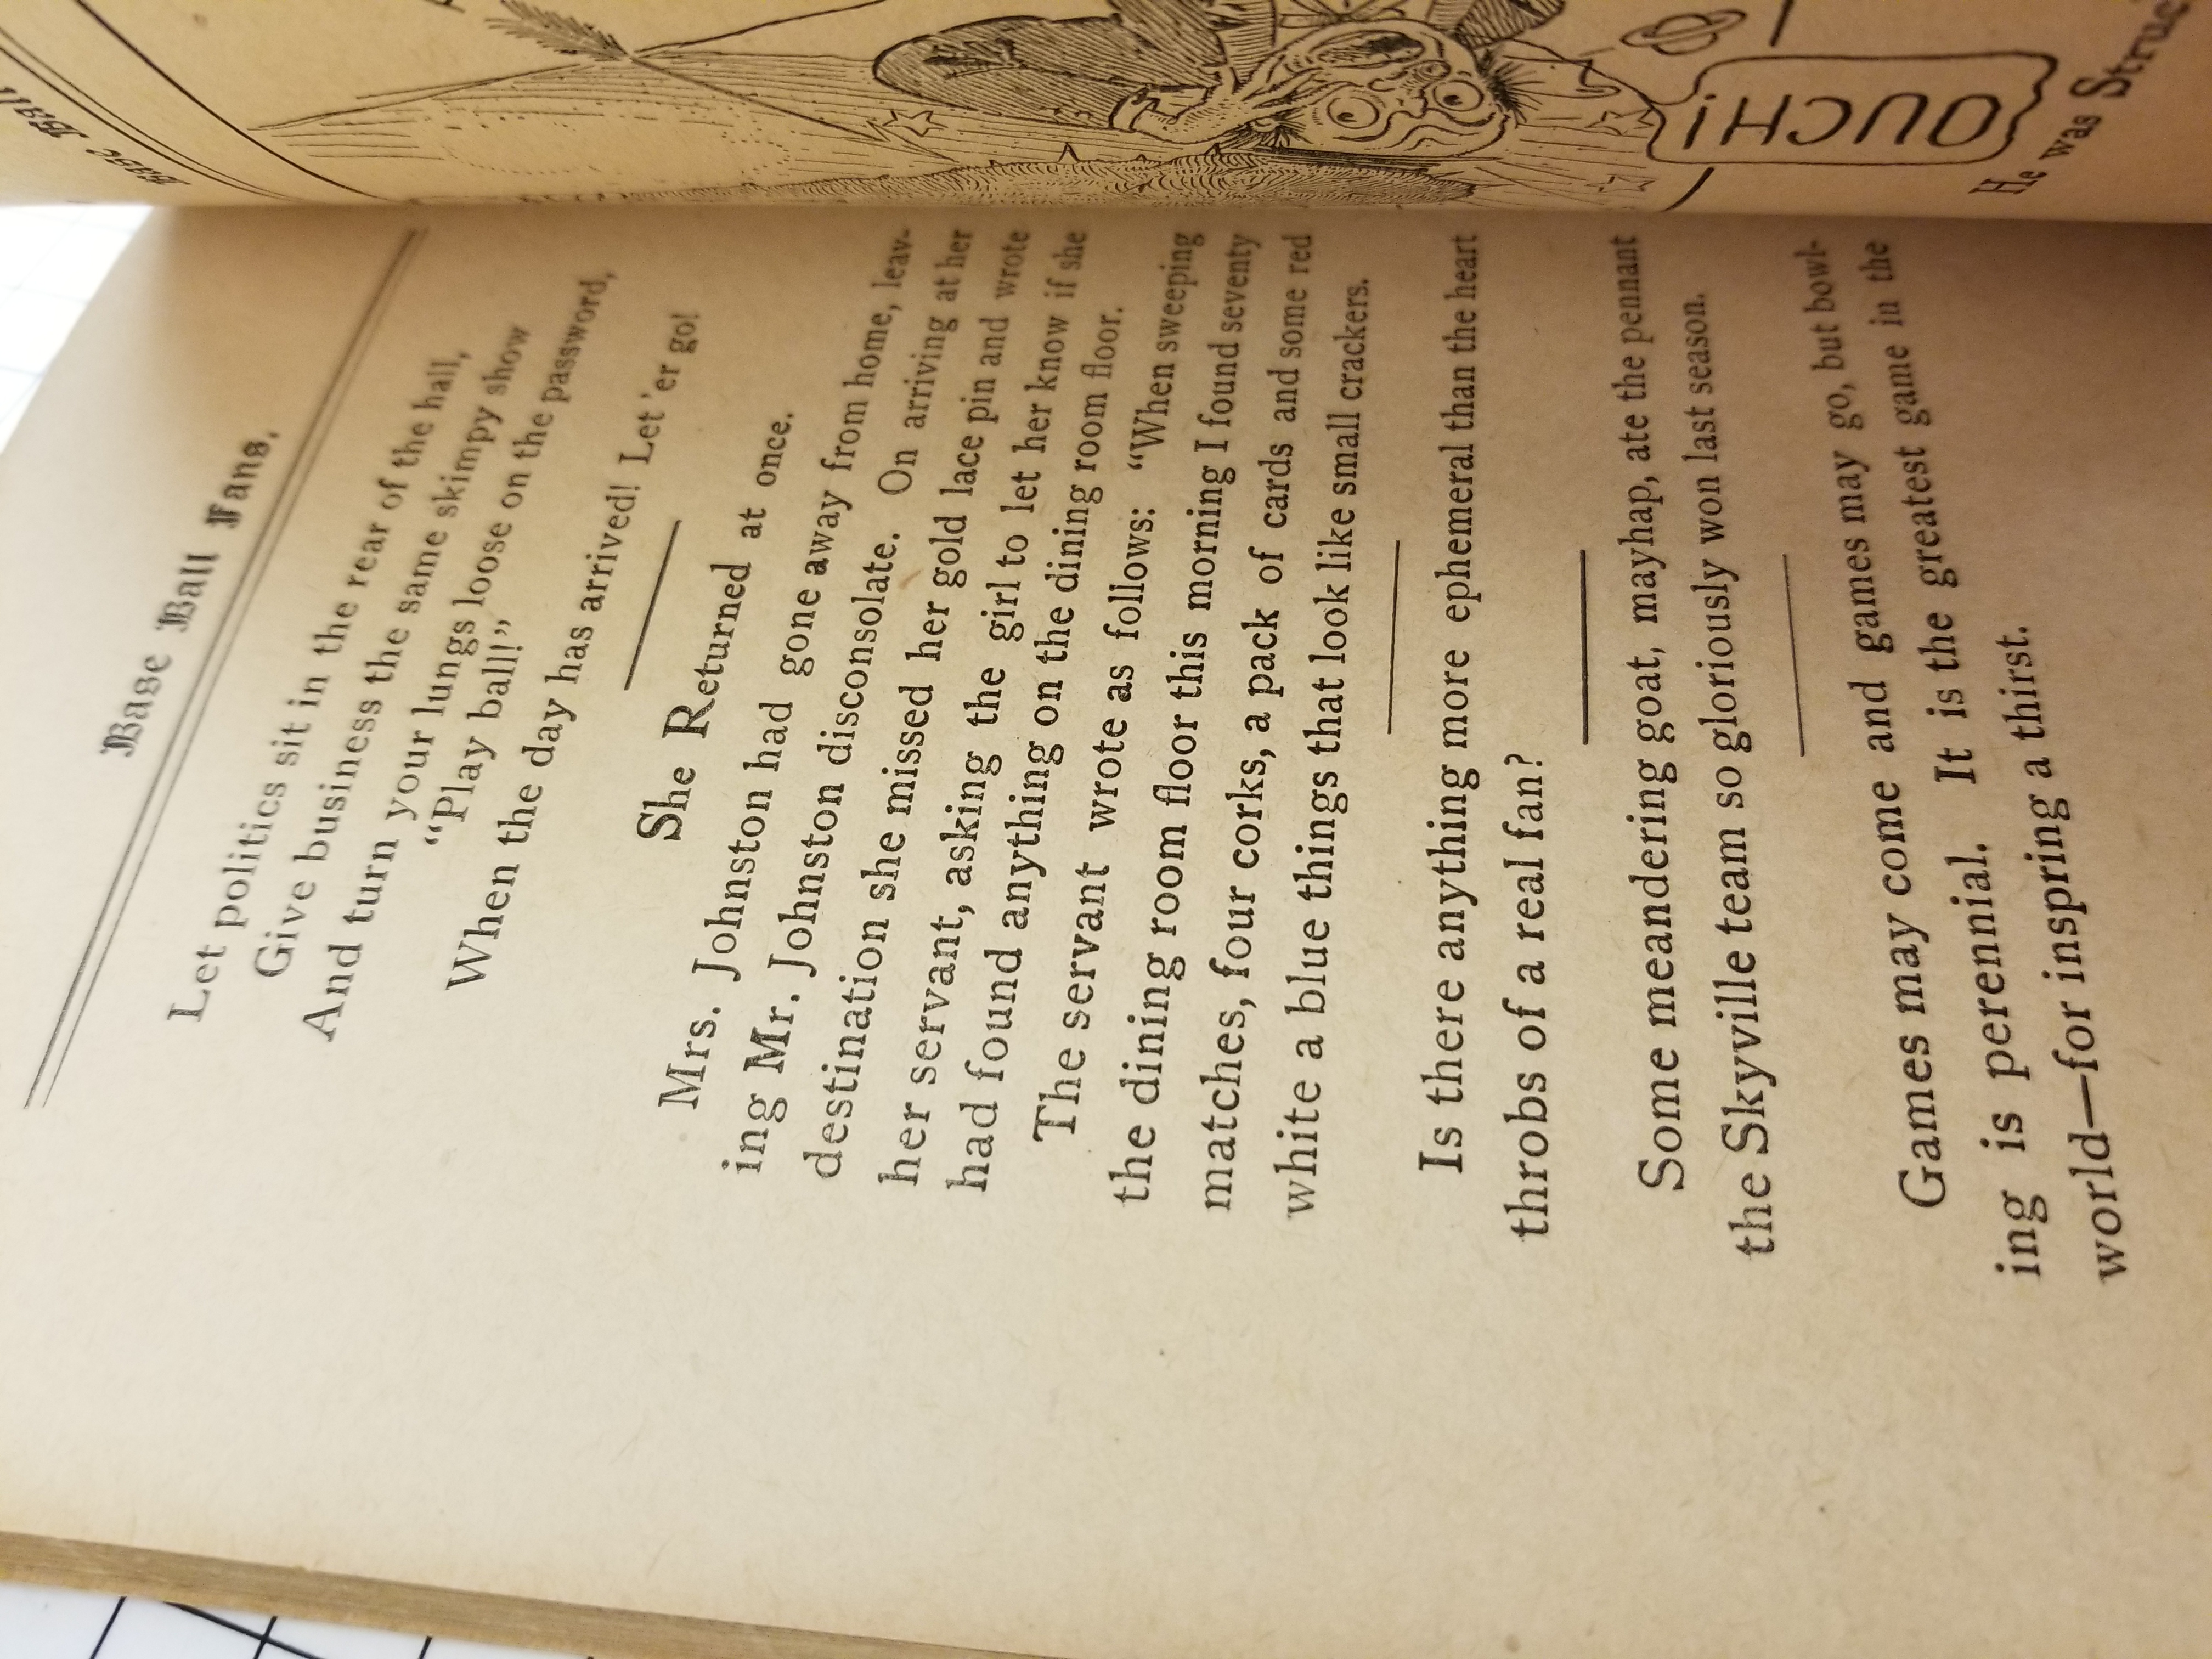 Base Ball Fans.
Let politics sit in the rear of the hall,
Give business the same skimpy show
And turn your lungs loose on the password,
"Play ball!"
When the day has arrived! Let 'er go!
She Returned at once.
Mrs. Johnston had gone away from home, leav-
ing Mr. Johnston disconsolate. On arriving at her
destination she missed her gold lace pin and wrote
her servant, asking the girl to let her know if she
had found anything on the dining room floor.
The servant wrote as follows: "When sweeping
the dining room floor this morning I found seventy
matches, four corks, a pack of cards and some red
white a blue things that look like small crackers.
Is there anything more ephemeral than the heart
throbs of a real fan?
Some meandering goat, mayhap, ate the pennant
the Skyville team so gloriously won last season.
Games may come and games may go, but bowl-
ing is perennial. It is the greatest game in the
world—for inspring a thirst.
Base Ball
OUCH!
He was Struc